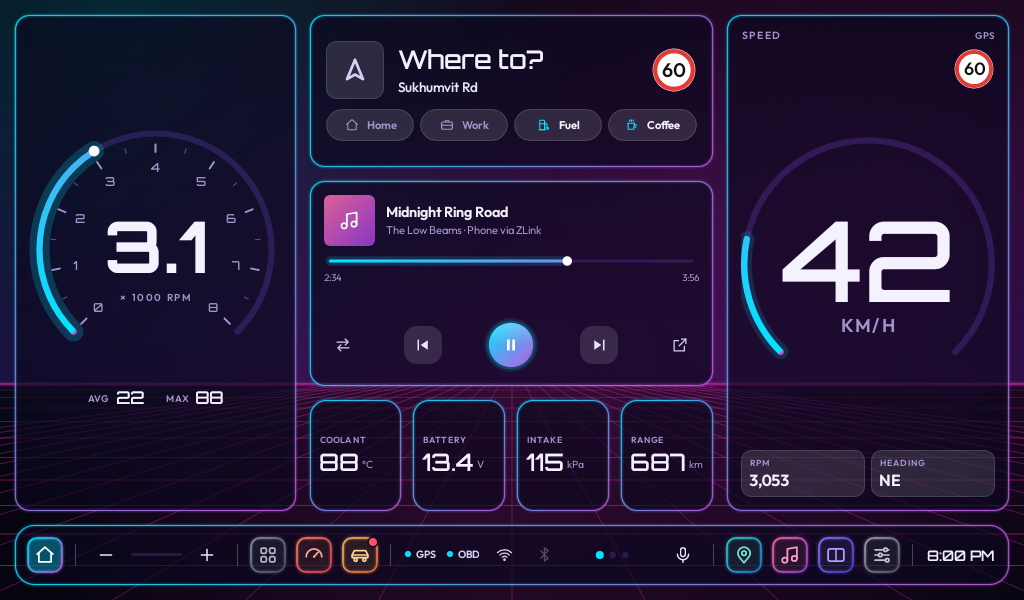 0
1
2
3
4
5
6
7
8
3.1
× 1000 RPM
AVG 22 MAX 88
Where to?
Sukhumvit Rd
60
Home
Work
Fuel
Coffee
Midnight Ring Road
The Low Beams · Phone via ZLink
2:34
3:56
COOLANT
88 °C
BATTERY
13.4 V
INTAKE
115 kPa
RANGE
687 km
SPEED
GPS
60
42
KM/H
RPM
3,053
HEADING
NE
GPS
OBD
8:00 PM